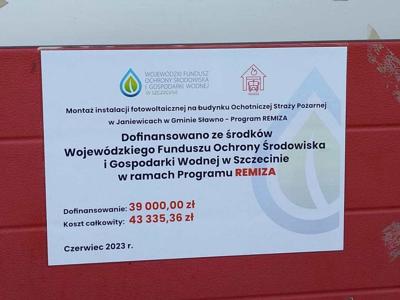 WOJEWÓDZKI FUNDUSZ
OCHRONY ŚRODOWISKA
I GOSPODARKI WODNEJ
W SZCZECINIE
REMIZA
Montaż instalacji fotowoltaicznej na budynku Ochotniczej Straży Pożarnej
w Janiewicach w Gminie Sławno - Program REMIZA
Dofinansowano ze środków
Wojewódzkiego Funduszu Ochrony Środowiska
i Gospodarki Wodnej w Szczecinie
w ramach Programu REMIZA
Dofinansowanie: 39 000,00 zł
Koszt całkowity: 43 335,36 zł
Czerwiec 2023 r.